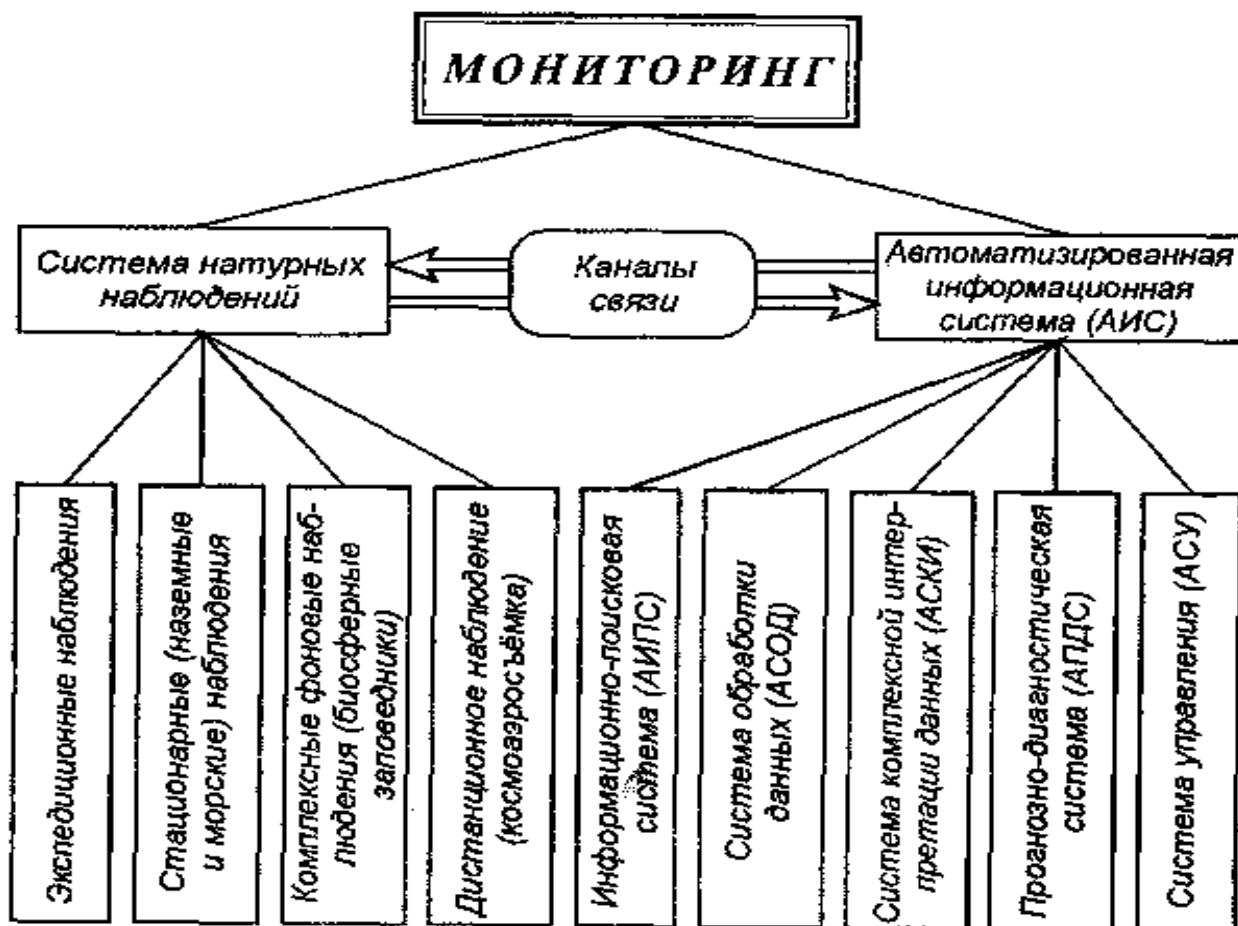 МОНИТОРИНГ
Система натурных
наблюдений
Каналы
связи
Автоматизированная
информационная
система (АИС)
Экспедиционные наблюдения
Стационарные (наземные
и морские) наблюдения
Комплексные фоновые наб-
людения (биосферные
заповедники)
Дистанционное наблюдение
(космоаэросъёмка)
Информационно-поисковая
система (АИПС)
Система обработки
данных (АСОД)
Система комплексной интер-
претации данных (АСКИ)
Прогнозно-диагностическая
система (АПДС)
Система управления (АСУ)